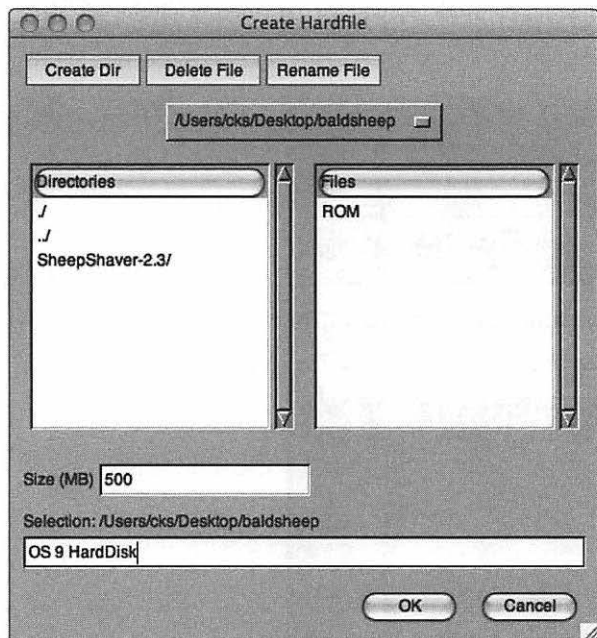 Create Hardfile
Create Dir Delete File Rename File
/Users/cks/Desktop/baldsheep
Directories
./
../
SheepShaver-2.3/
Files
ROM
Size (MB) 500
Selection: /Users/cks/Desktop/baldsheep
OS 9 HardDisk
OK Cancel